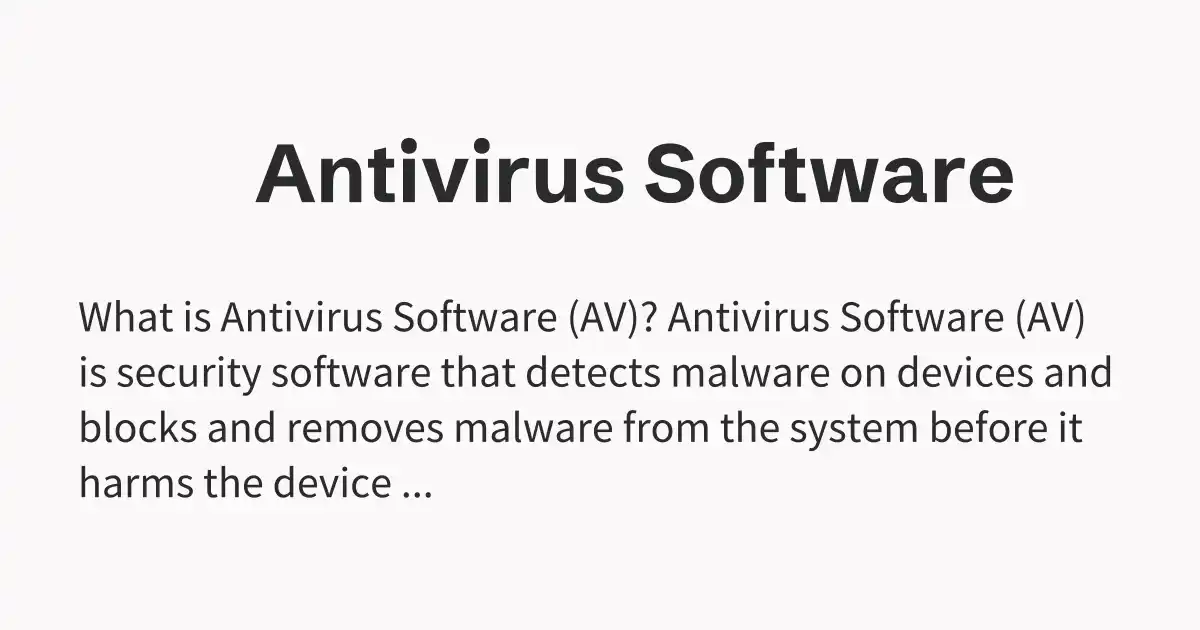 Antivirus Software
What is Antivirus Software (AV)? Antivirus Software (AV)
is security software that detects malware on devices and
blocks and removes malware from the system before it
harms the device ...